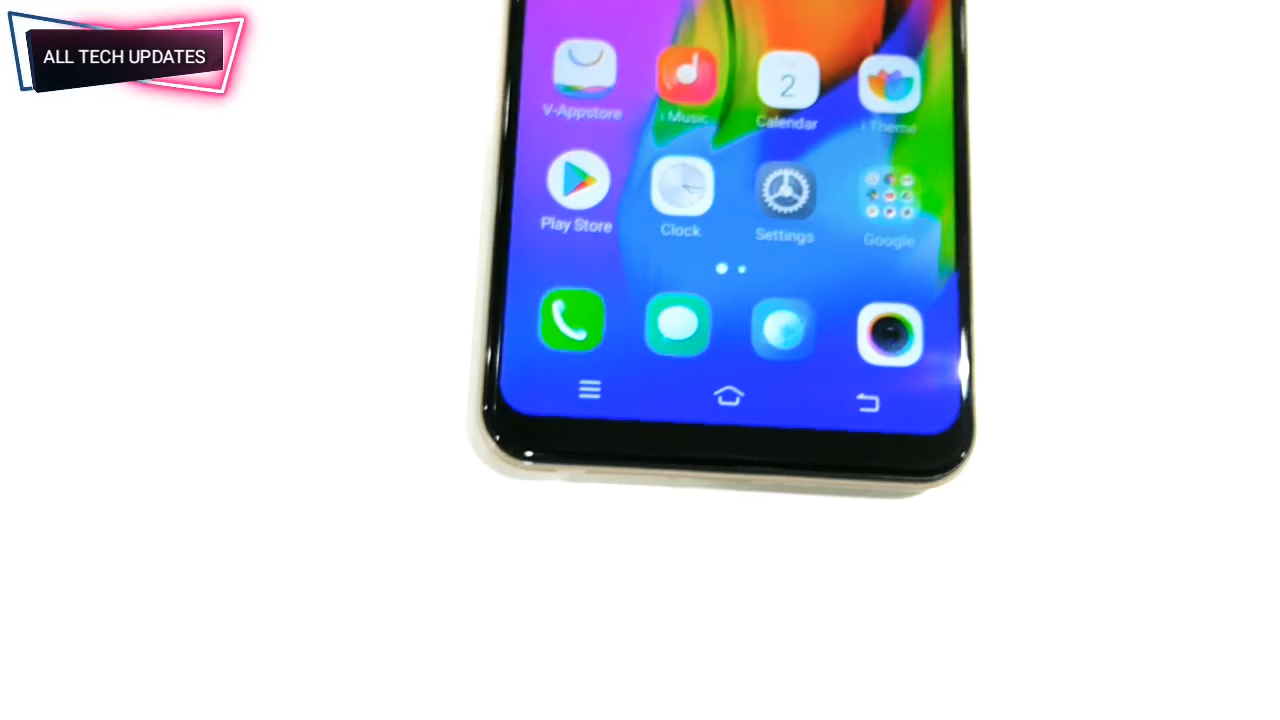 ALL TECH UPDATES
V-Appstore
i Music
Calendar
i Theme
2
Play Store
Clock
Settings
Google